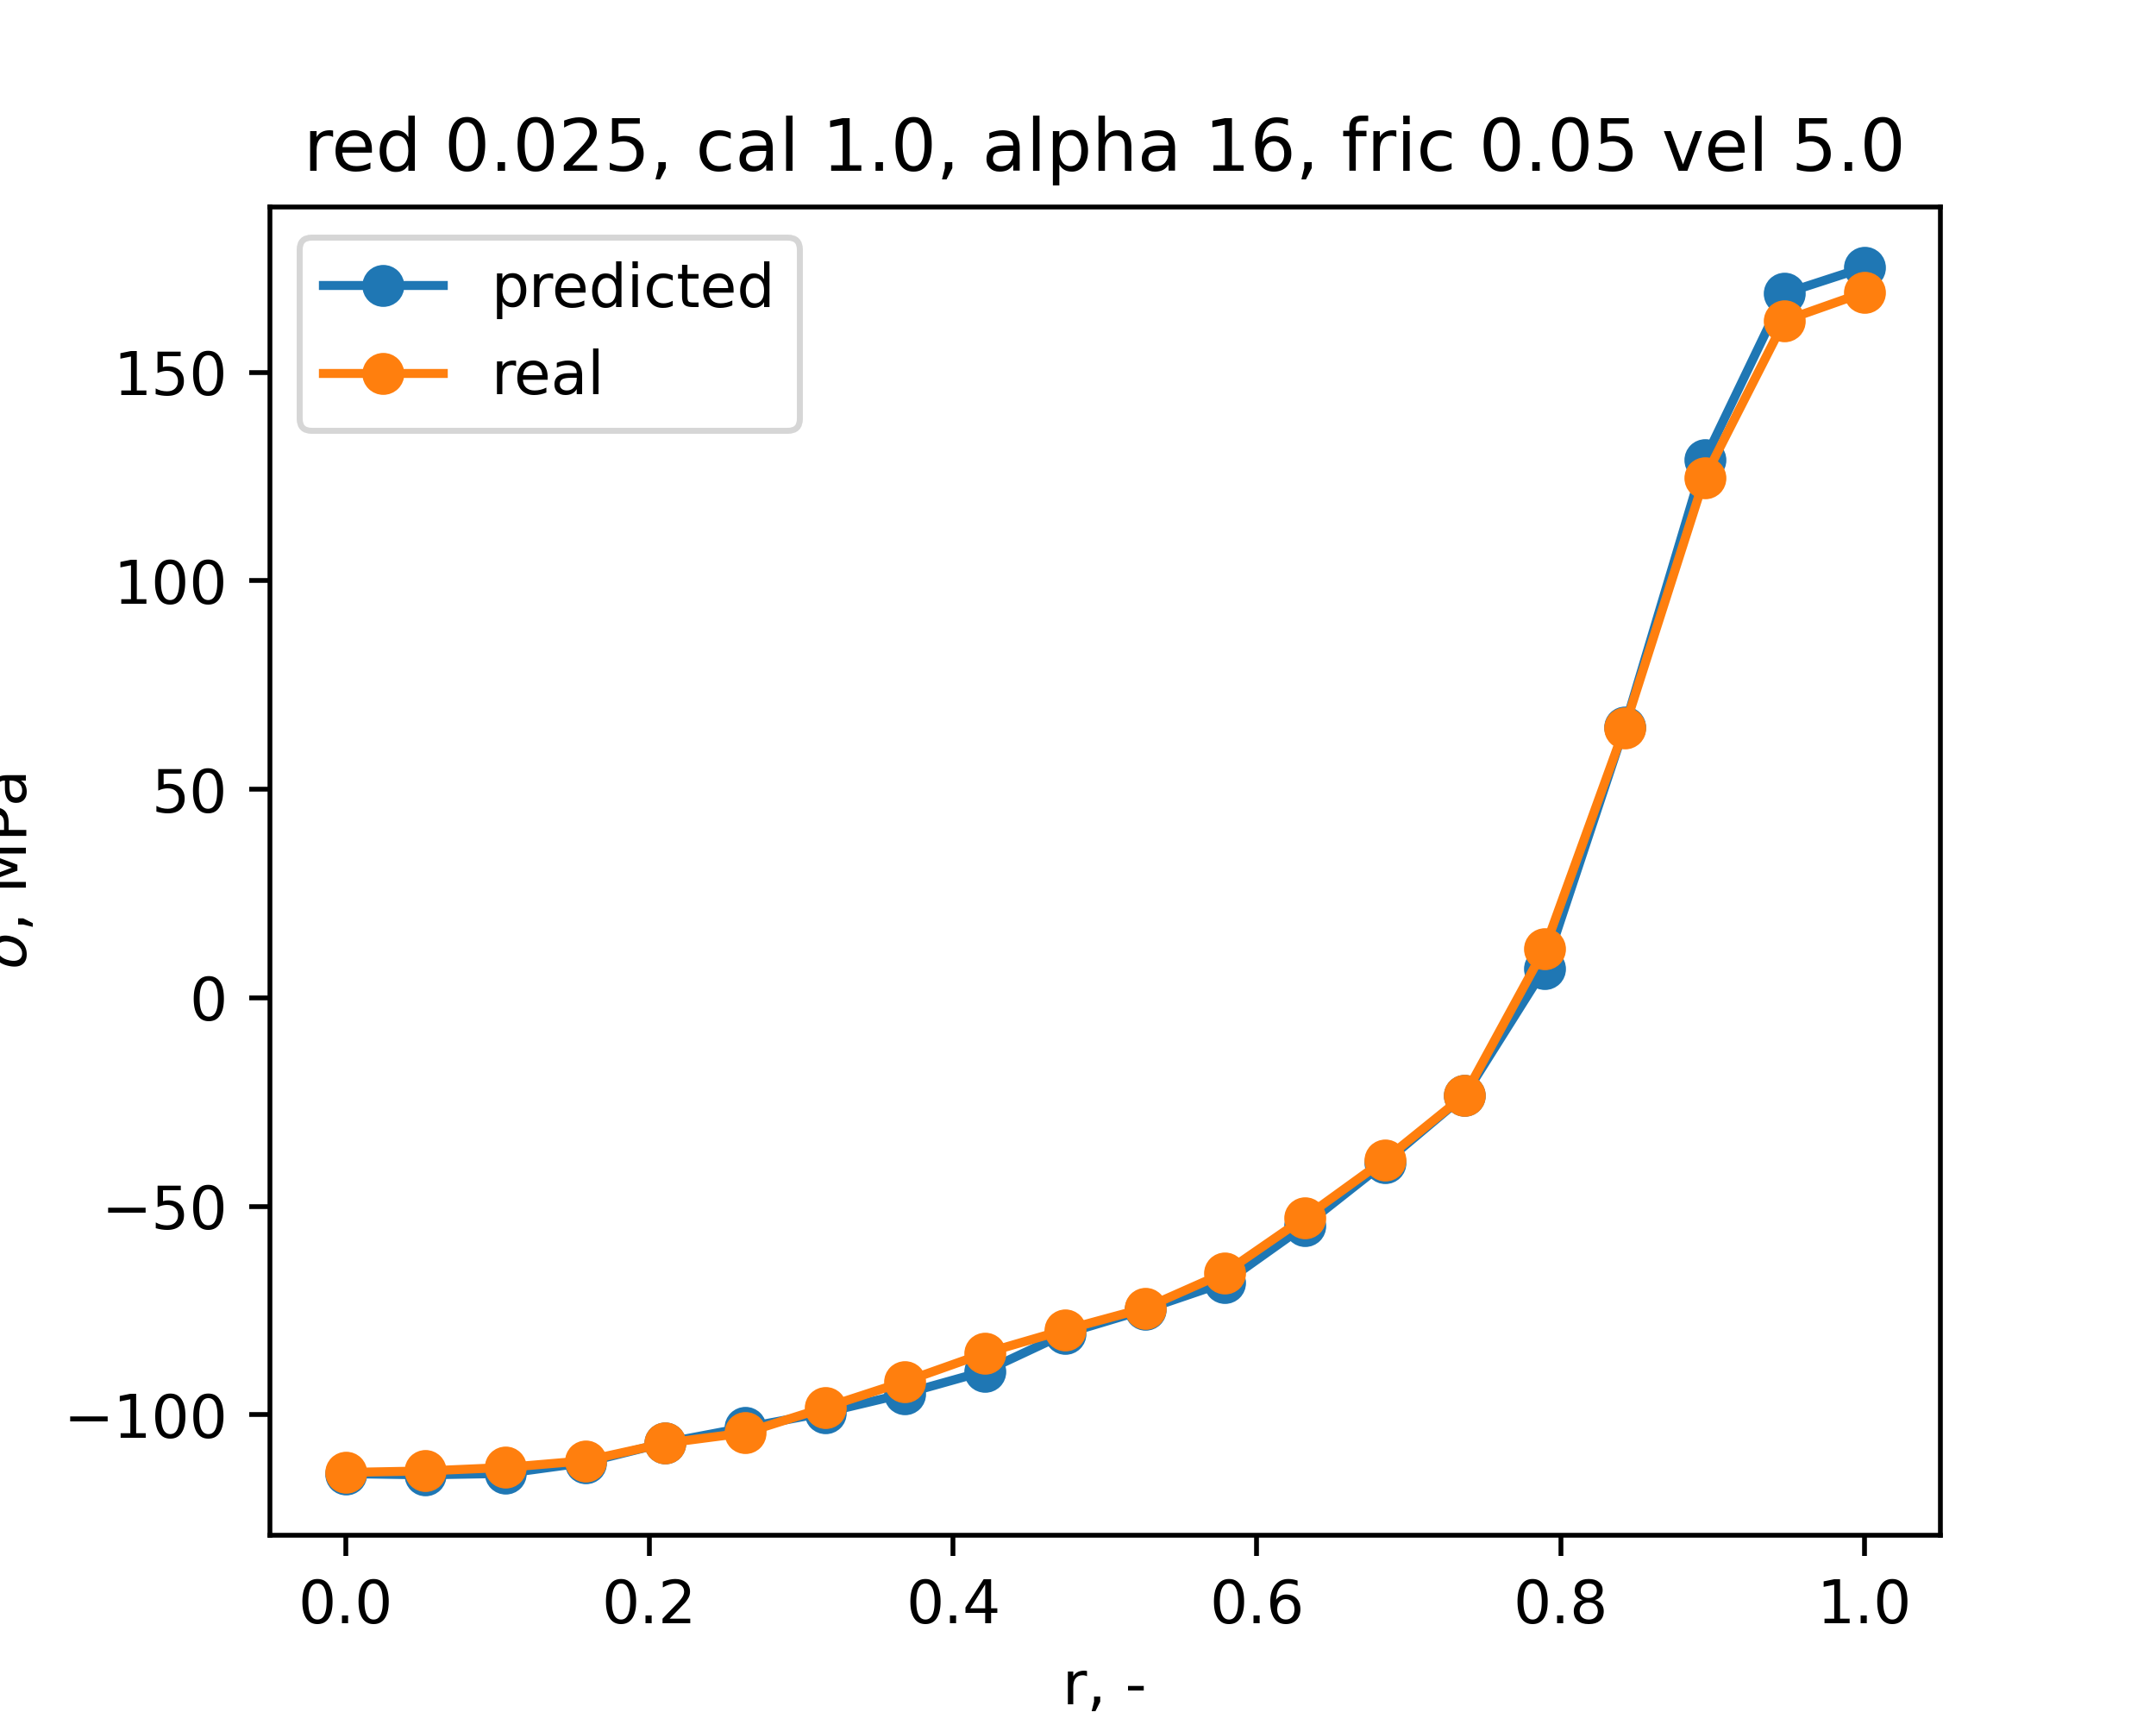 red 0.025, cal 1.0, alpha 16, fric 0.05 vel 5.0
predicted
real
150
100
50
0
−50
−100
σ, MPa
0.0 0.2 0.4 0.6 0.8 1.0
r, -